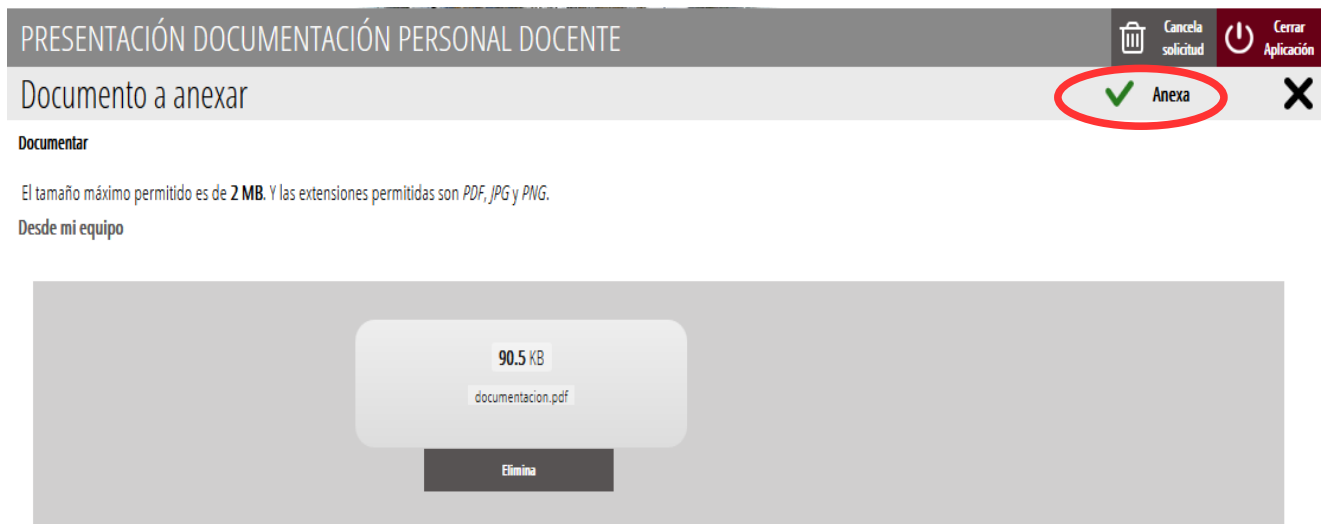 PRESENTACIÓN DOCUMENTACIÓN PERSONAL DOCENTE
Cancela
solicitud
Cerrar
Aplicación
Documento a anexar
Anexa
Documentar
El tamaño máximo permitido es de 2 MB. Y las extensiones permitidas son PDF, JPG y PNG.
Desde mi equipo
90.5 KB
documentacion.pdf
Elimina